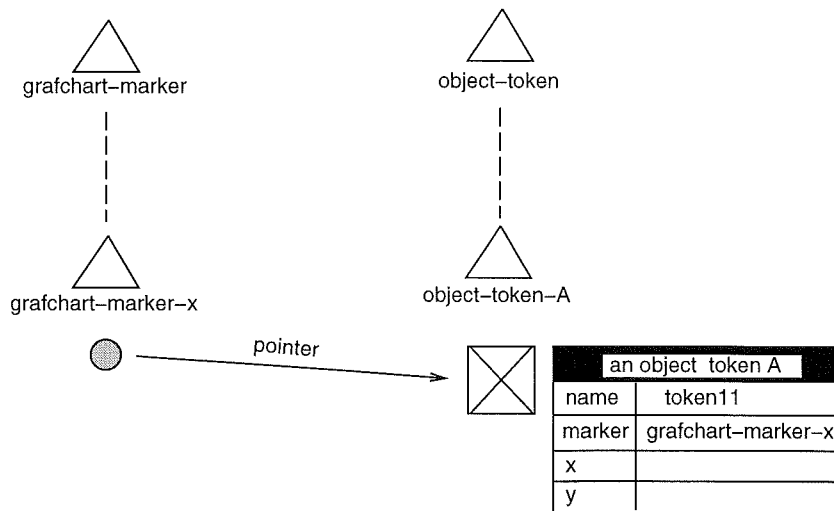 grafchart–marker
object–token
grafchart–marker–x
object–token–A
pointer
an object token A
name token11
marker grafchart–marker–x
x
y